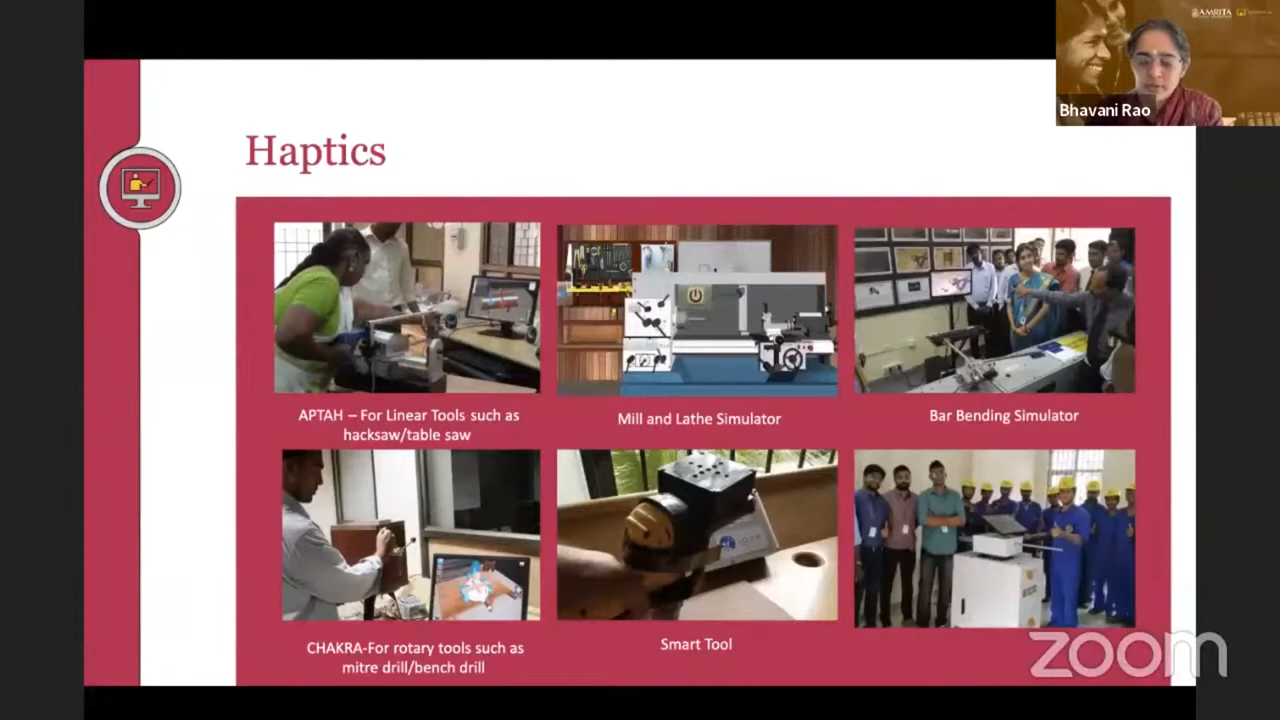 AMRITA
Bhavani Rao
Haptics
APTAH – For Linear Tools such as
hacksaw/table saw
Mill and Lathe Simulator
Bar Bending Simulator
CHAKRA-For rotary tools such as
mitre drill/bench drill
Smart Tool
zoom